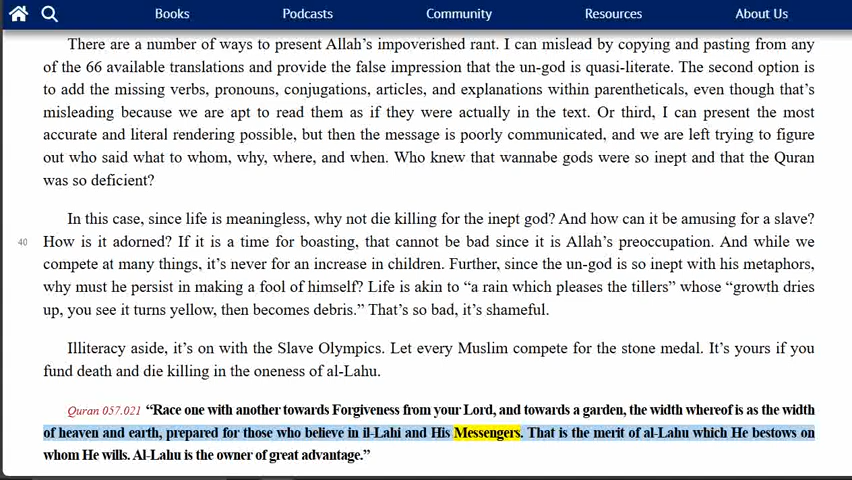 Books Podcasts Community Resources About Us
There are a number of ways to present Allah’s impoverished rant. I can mislead by copying and pasting from any
of the 66 available translations and provide the false impression that the un-god is quasi-literate. The second option is
to add the missing verbs, pronouns, conjugations, articles, and explanations within parentheticals, even though that’s
misleading because we are apt to read them as if they were actually in the text. Or third, I can present the most
accurate and literal rendering possible, but then the message is poorly communicated, and we are left trying to figure
out who said what to whom, why, where, and when. Who knew that wannabe gods were so inept and that the Quran
was so deficient?
In this case, since life is meaningless, why not die killing for the inept god? And how can it be amusing for a slave?
40 How is it adorned? If it is a time for boasting, that cannot be bad since it is Allah’s preoccupation. And while we
compete at many things, it’s never for an increase in children. Further, since the un-god is so inept with his metaphors,
why must he persist in making a fool of himself? Life is akin to “a rain which pleases the tillers” whose “growth dries
up, you see it turns yellow, then becomes debris.” That’s so bad, it’s shameful.
Illiteracy aside, it’s on with the Slave Olympics. Let every Muslim compete for the stone medal. It’s yours if you
fund death and die killing in the oneness of al-Lahu.
Quran 057.021 “Race one with another towards Forgiveness from your Lord, and towards a garden, the width whereof is as the width
of heaven and earth, prepared for those who believe in il-Lahi and His Messengers. That is the merit of al-Lahu which He bestows on
whom He wills. Al-Lahu is the owner of great advantage.”